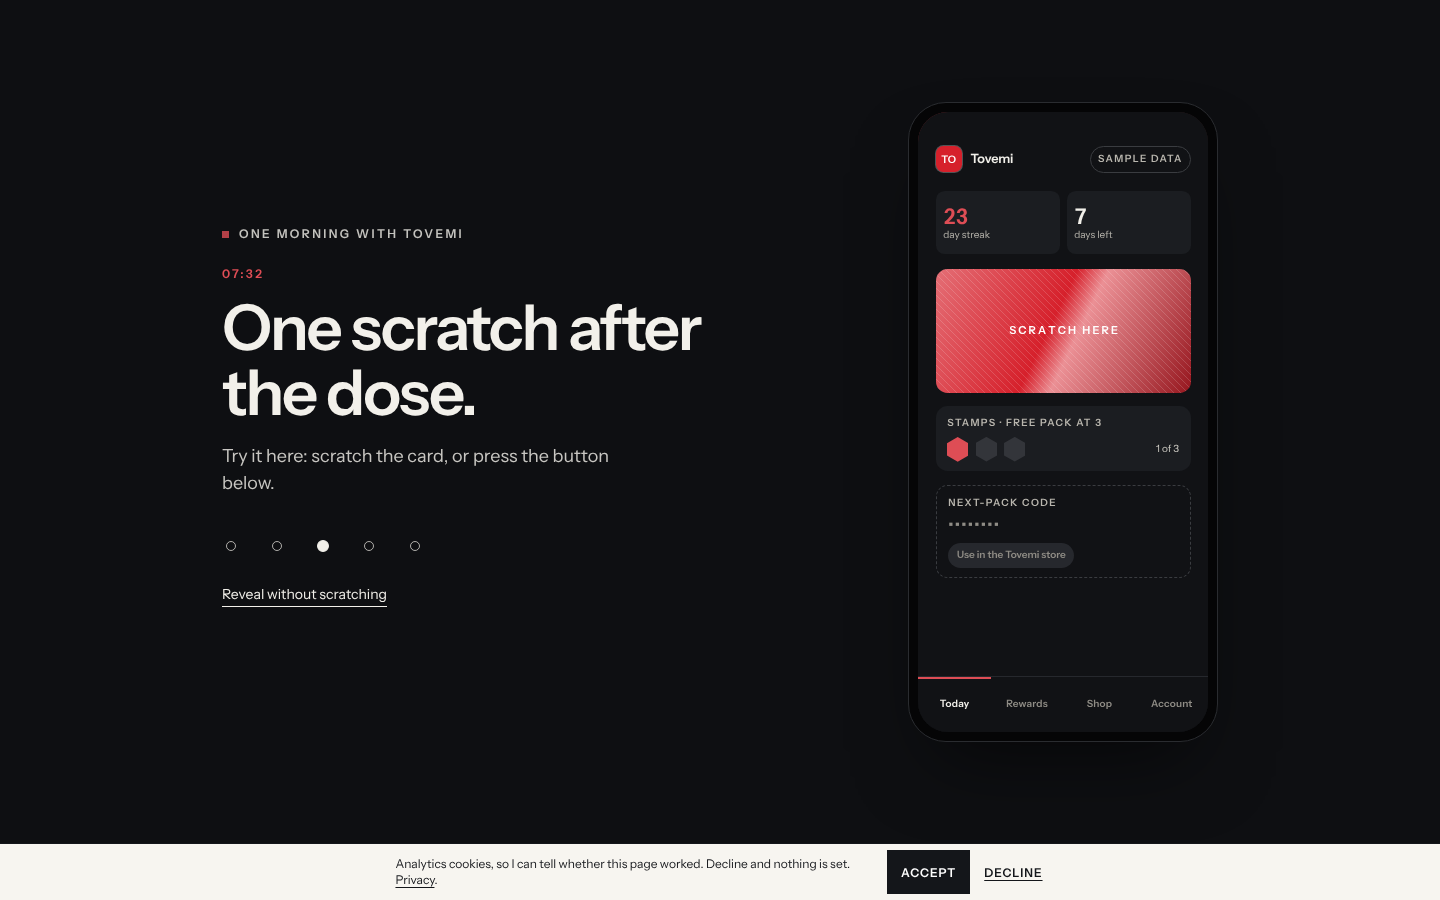 ONE MORNING WITH TOVEMI
07:32
One scratch after
the dose.
Try it here: scratch the card, or press the button
below.
Reveal without scratching
TO Tovemi
SAMPLE DATA
23
day streak
7
days left
SCRATCH HERE
STAMPS · FREE PACK AT 3
1 of 3
NEXT-PACK CODE
Use in the Tovemi store
Today
Rewards
Shop
Account
Analytics cookies, so I can tell whether this page worked. Decline and nothing is set.
Privacy.
ACCEPT
DECLINE